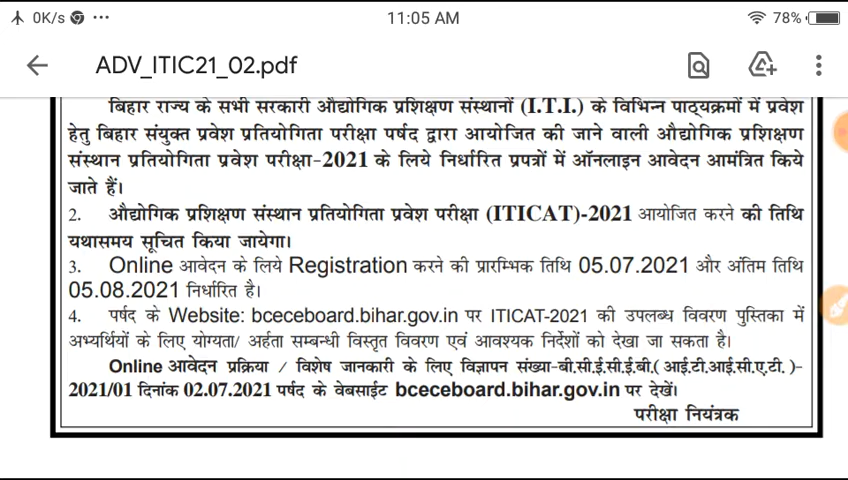 0K/s
11:05 AM
78%
ADV_ITIC21_02.pdf
बिहार राज्य के सभी सरकारी औद्योगिक प्रशिक्षण संस्थानों (I.T.I.) के विभिन्न पाठ्यक्रमों में प्रवेश
हेतु बिहार संयुक्त प्रवेश प्रतियोगिता परीक्षा पर्षद द्वारा आयोजित की जाने वाली औद्योगिक प्रशिक्षण
संस्थान प्रतियोगिता प्रवेश परीक्षा-2021 के लिये निर्धारित प्रपत्रों में ऑनलाइन आवेदन आमंत्रित किये
जाते हैं।
2. औद्योगिक प्रशिक्षण संस्थान प्रतियोगिता प्रवेश परीक्षा (ITICAT)-2021 आयोजित करने की तिथि
यथासमय सूचित किया जायेगा।
3. Online आवेदन के लिये Registration करने की प्रारम्भिक तिथि 05.07.2021 और अंतिम तिथि
05.08.2021 निर्धारित है।
4. पर्षद के Website: bceceboard.bihar.gov.in पर ITICAT-2021 की उपलब्ध विवरण पुस्तिका में
अभ्यर्थियों के लिए योग्यता/ अर्हता सम्बन्धी विस्तृत विवरण एवं आवश्यक निर्देशों को देखा जा सकता है।
Online आवेदन प्रक्रिया / विशेष जानकारी के लिए विज्ञापन संख्या-बी.सी.ई.सी.ई.बी.( आई.टी.आई.सी.ए.टी. )-
2021/01 दिनांक 02.07.2021 पर्षद के वेबसाईट bceceboard.bihar.gov.in पर देखें।
परीक्षा नियंत्रक